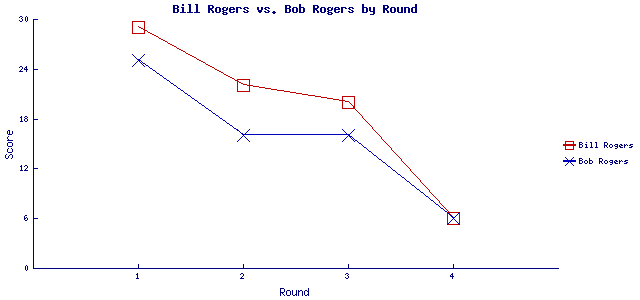 Bill Rogers vs. Bob Rogers by Round
30
24
18
12
6
0
Score
1 2 3 4
Round
Bill Rogers
Bob Rogers